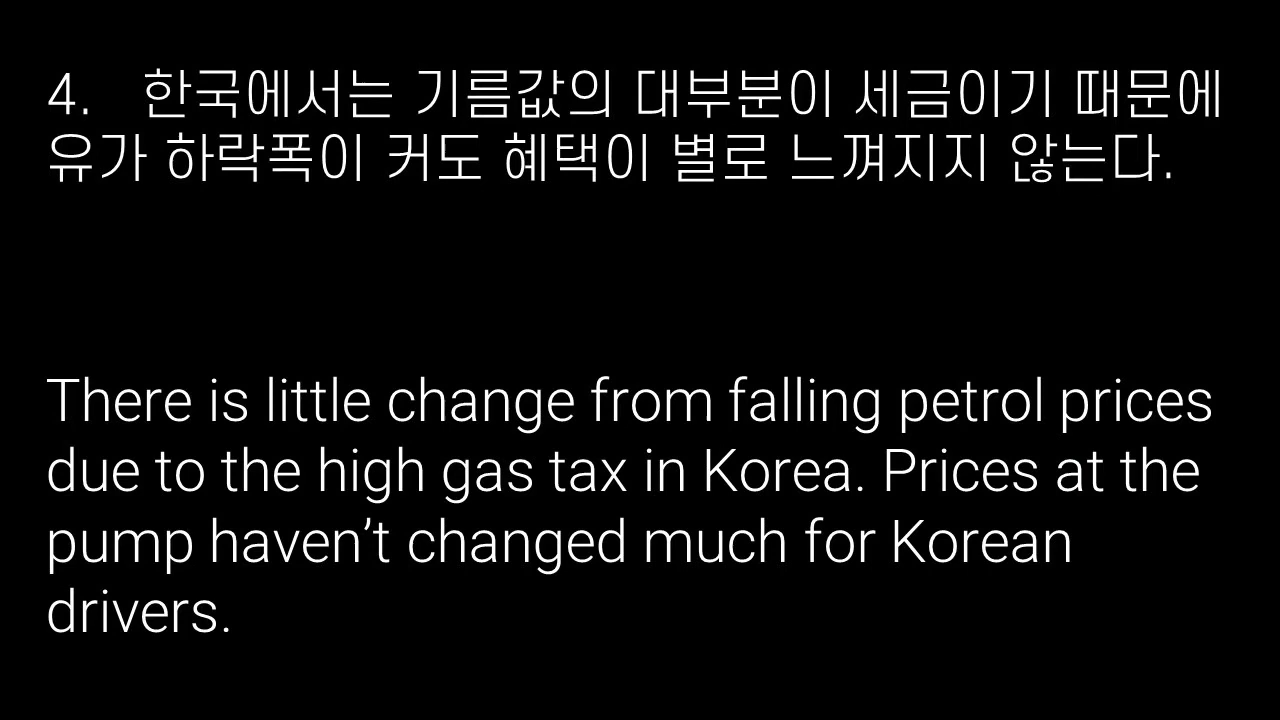 4. 한국에서는 기름값의 대부분이 세금이기 때문에
유가 하락폭이 커도 혜택이 별로 느껴지지 않는다.
There is little change from falling petrol prices
due to the high gas tax in Korea. Prices at the
pump haven’t changed much for Korean
drivers.